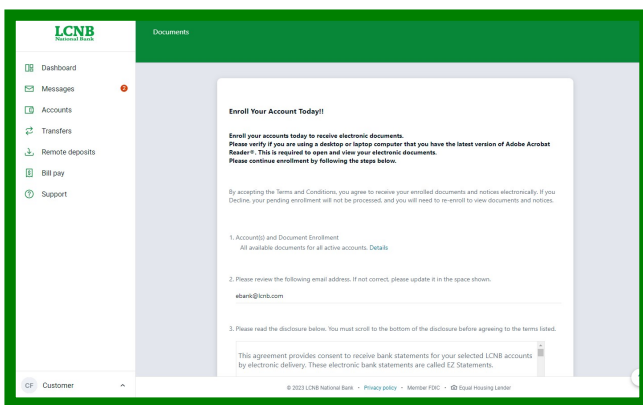 LCNB
National Bank
Documents
Dashboard
Messages 2
Accounts
Transfers
Remote deposits
Bill pay
Support
Enroll Your Account Today!!
Enroll your accounts today to receive electronic documents.
Please verify if you are using a desktop or laptop computer that you have the latest version of Adobe Acrobat
Reader®. This is required to open and view your electronic documents.
Please continue enrollment by following the steps below.
By accepting the Terms and Conditions, you agree to receive your enrolled documents and notices electronically. If you
Decline, your pending enrollment will not be processed, and you will need to re-enroll to view documents and notices.
1. Account(s) and Document Enrollment
All available documents for all active accounts. Details
2. Please review the following email address. If not correct, please update it in the space shown.
ebank@lcnb.com
3. Please read the disclosure below. You must scroll to the bottom of the disclosure before agreeing to the terms listed.
This agreement provides consent to receive bank statements for your selected LCNB accounts
by electronic delivery. These electronic bank statements are called EZ Statements.
CF Customer
© 2023 LCNB National Bank • Privacy policy • Member FDIC • Equal Housing Lender